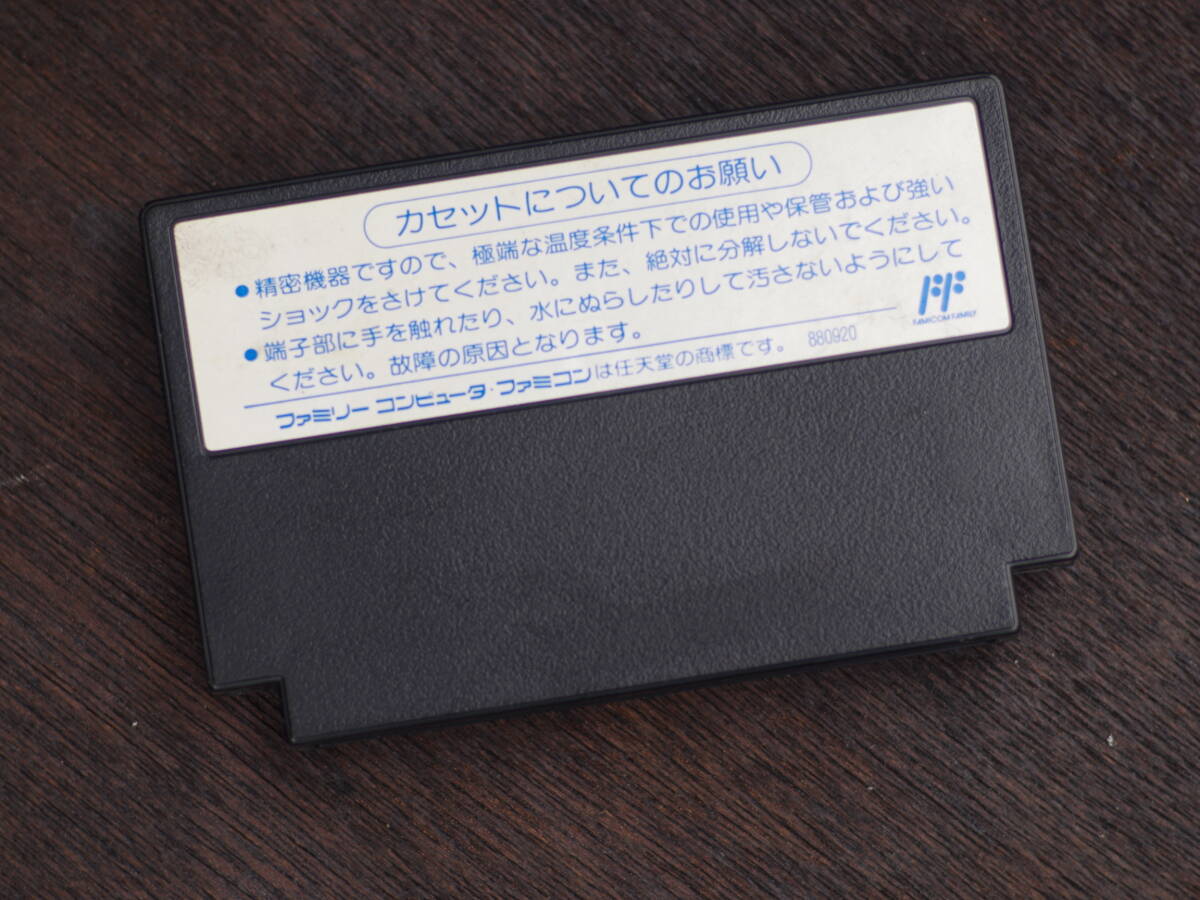 カセットについてのお願い
●精密機器ですので、極端な温度条件下での使用や保管および強い
ショックをさけてください。また、絶対に分解しないでください。
●端子部に手を触れたり、水にぬらしたりして汚さないようにして
ください。故障の原因となります。
FF
FAMICOM FAMILY
ファミリー コンピュータ・ファミコンは任天堂の商標です。 880920